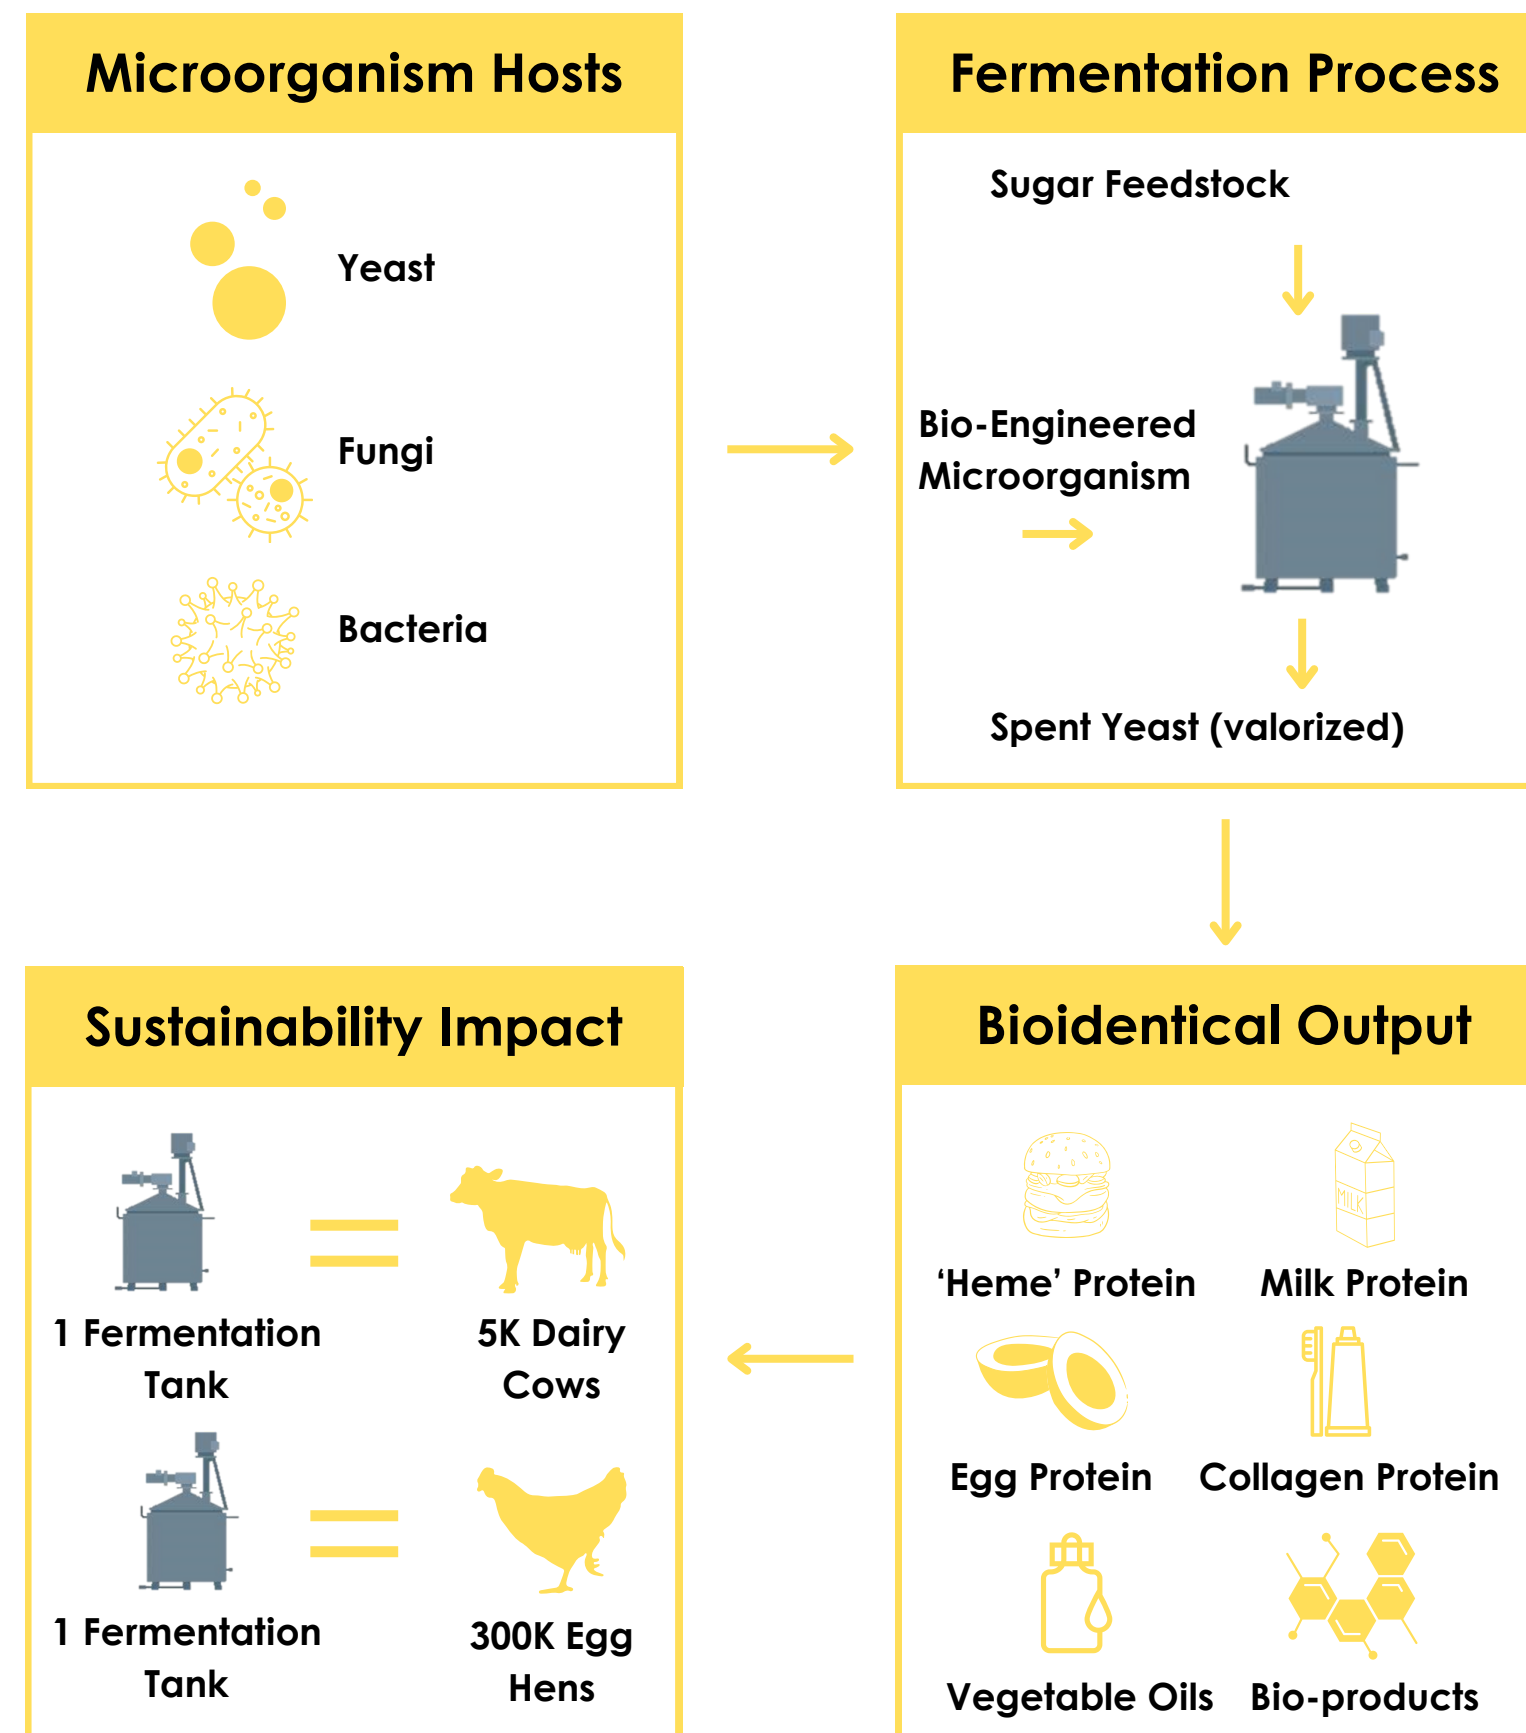 Microorganism Hosts
Yeast
Fungi
Bacteria
Fermentation Process
Sugar Feedstock
Bio-Engineered
Microorganism
Spent Yeast (valorized)
Bioidentical Output
MILK
‘Heme’ Protein
Milk Protein
Egg Protein
Collagen Protein
Vegetable Oils
Bio-products
Sustainability Impact
1 Fermentation
Tank
5K Dairy
Cows
1 Fermentation
Tank
300K Egg
Hens